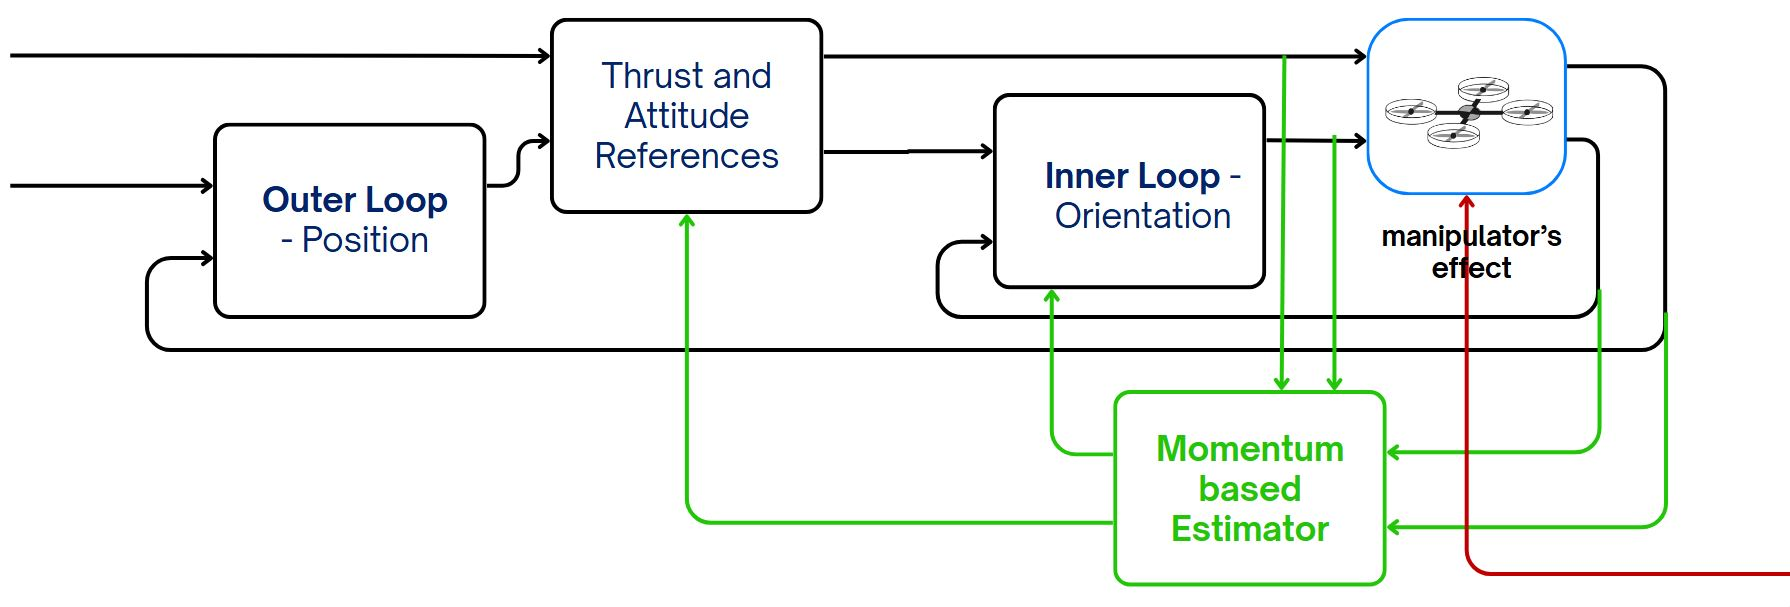 Thrust and
Attitude
References
Outer Loop
- Position
Inner Loop -
Orientation
manipulator's
effect
Momentum
based
Estimator